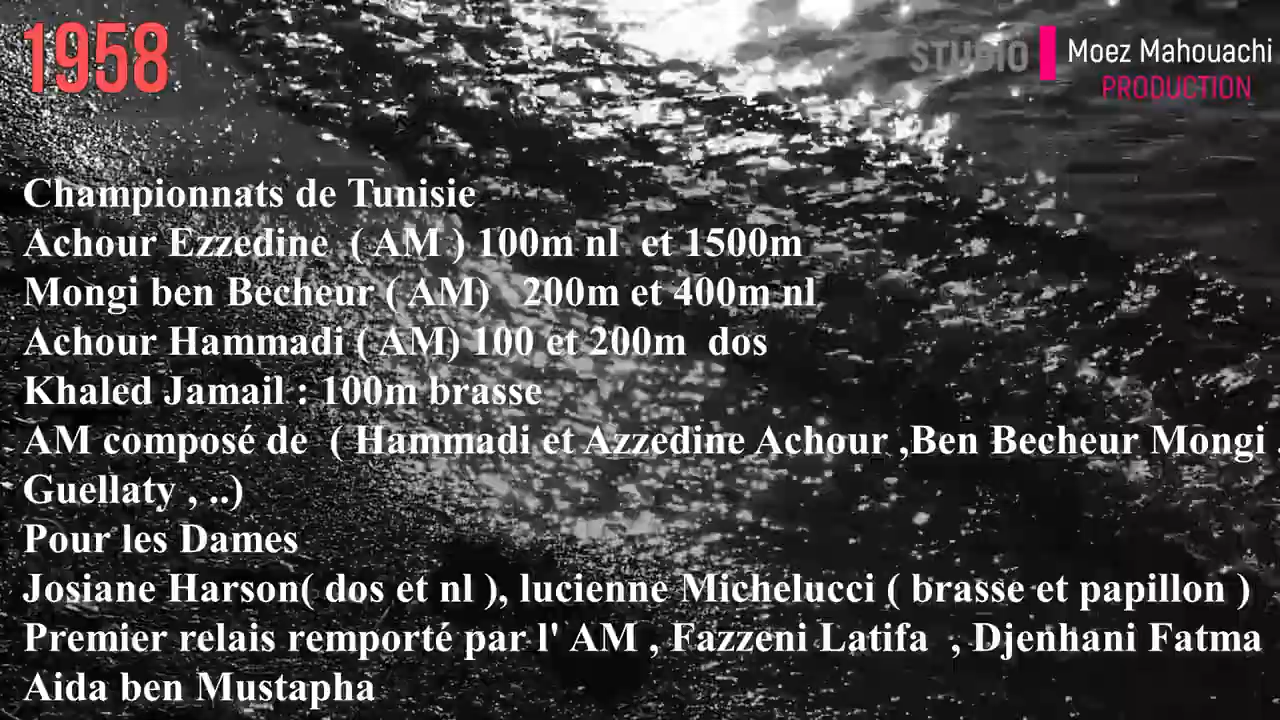 1958
STUDIO Moez Mahouachi
PRODUCTION
Championnats de Tunisie
Achour Ezzedine ( AM ) 100m nl et 1500m
Mongi ben Becheur ( AM) 200m et 400m nl
Achour Hammadi ( AM) 100 et 200m dos
Khaled Jamail : 100m brasse
AM composé de ( Hammadi et Azzedine Achour ,Ben Becheur Mongi ,
Guellaty , ..)
Pour les Dames
Josiane Harson( dos et nl ), lucienne Michelucci ( brasse et papillon )
Premier relais remporté par l' AM , Fazzeni Latifa , Djenhani Fatma
Aida ben Mustapha